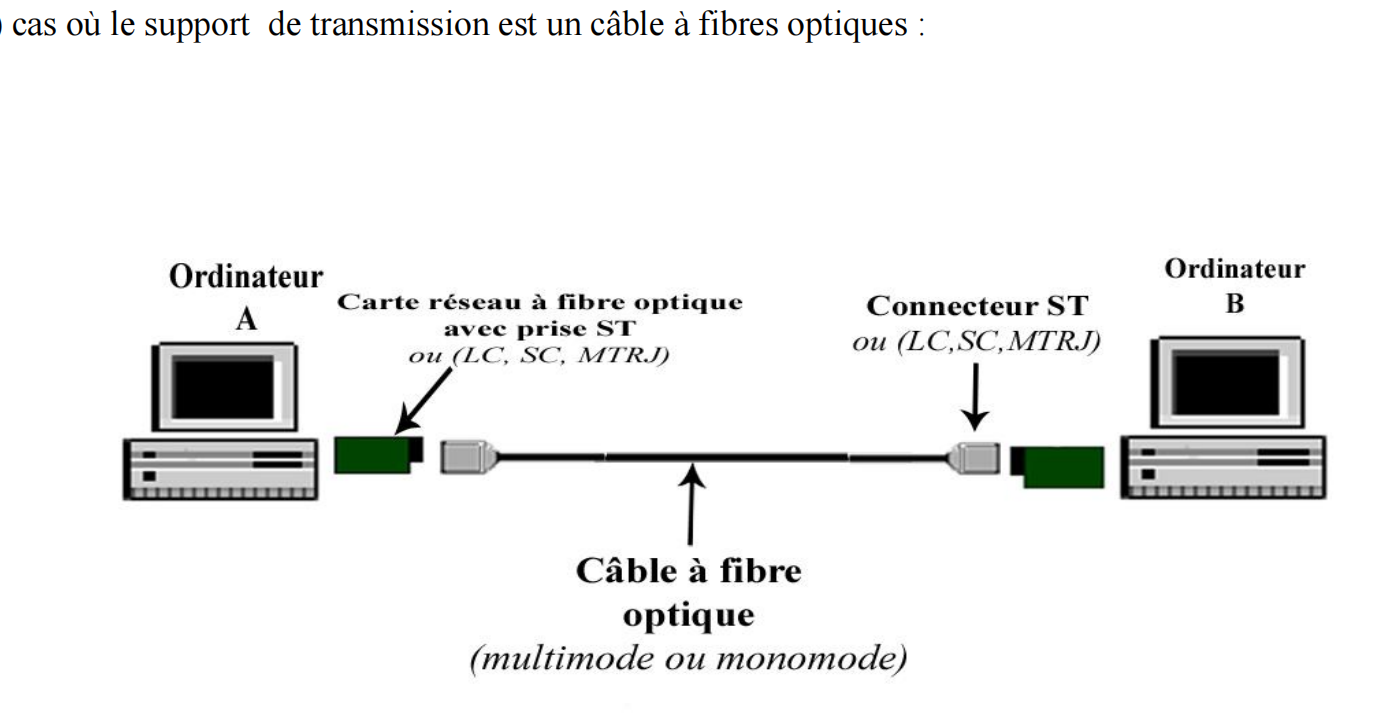 ) cas où le support de transmission est un câble à fibres optiques :
Ordinateur
A
Carte réseau à fibre optique
avec prise ST
ou (LC, SC, MTRJ)
Connecteur ST
ou (LC,SC,MTRJ)
Ordinateur
B
Câble à fibre
optique
(multimode ou monomode)